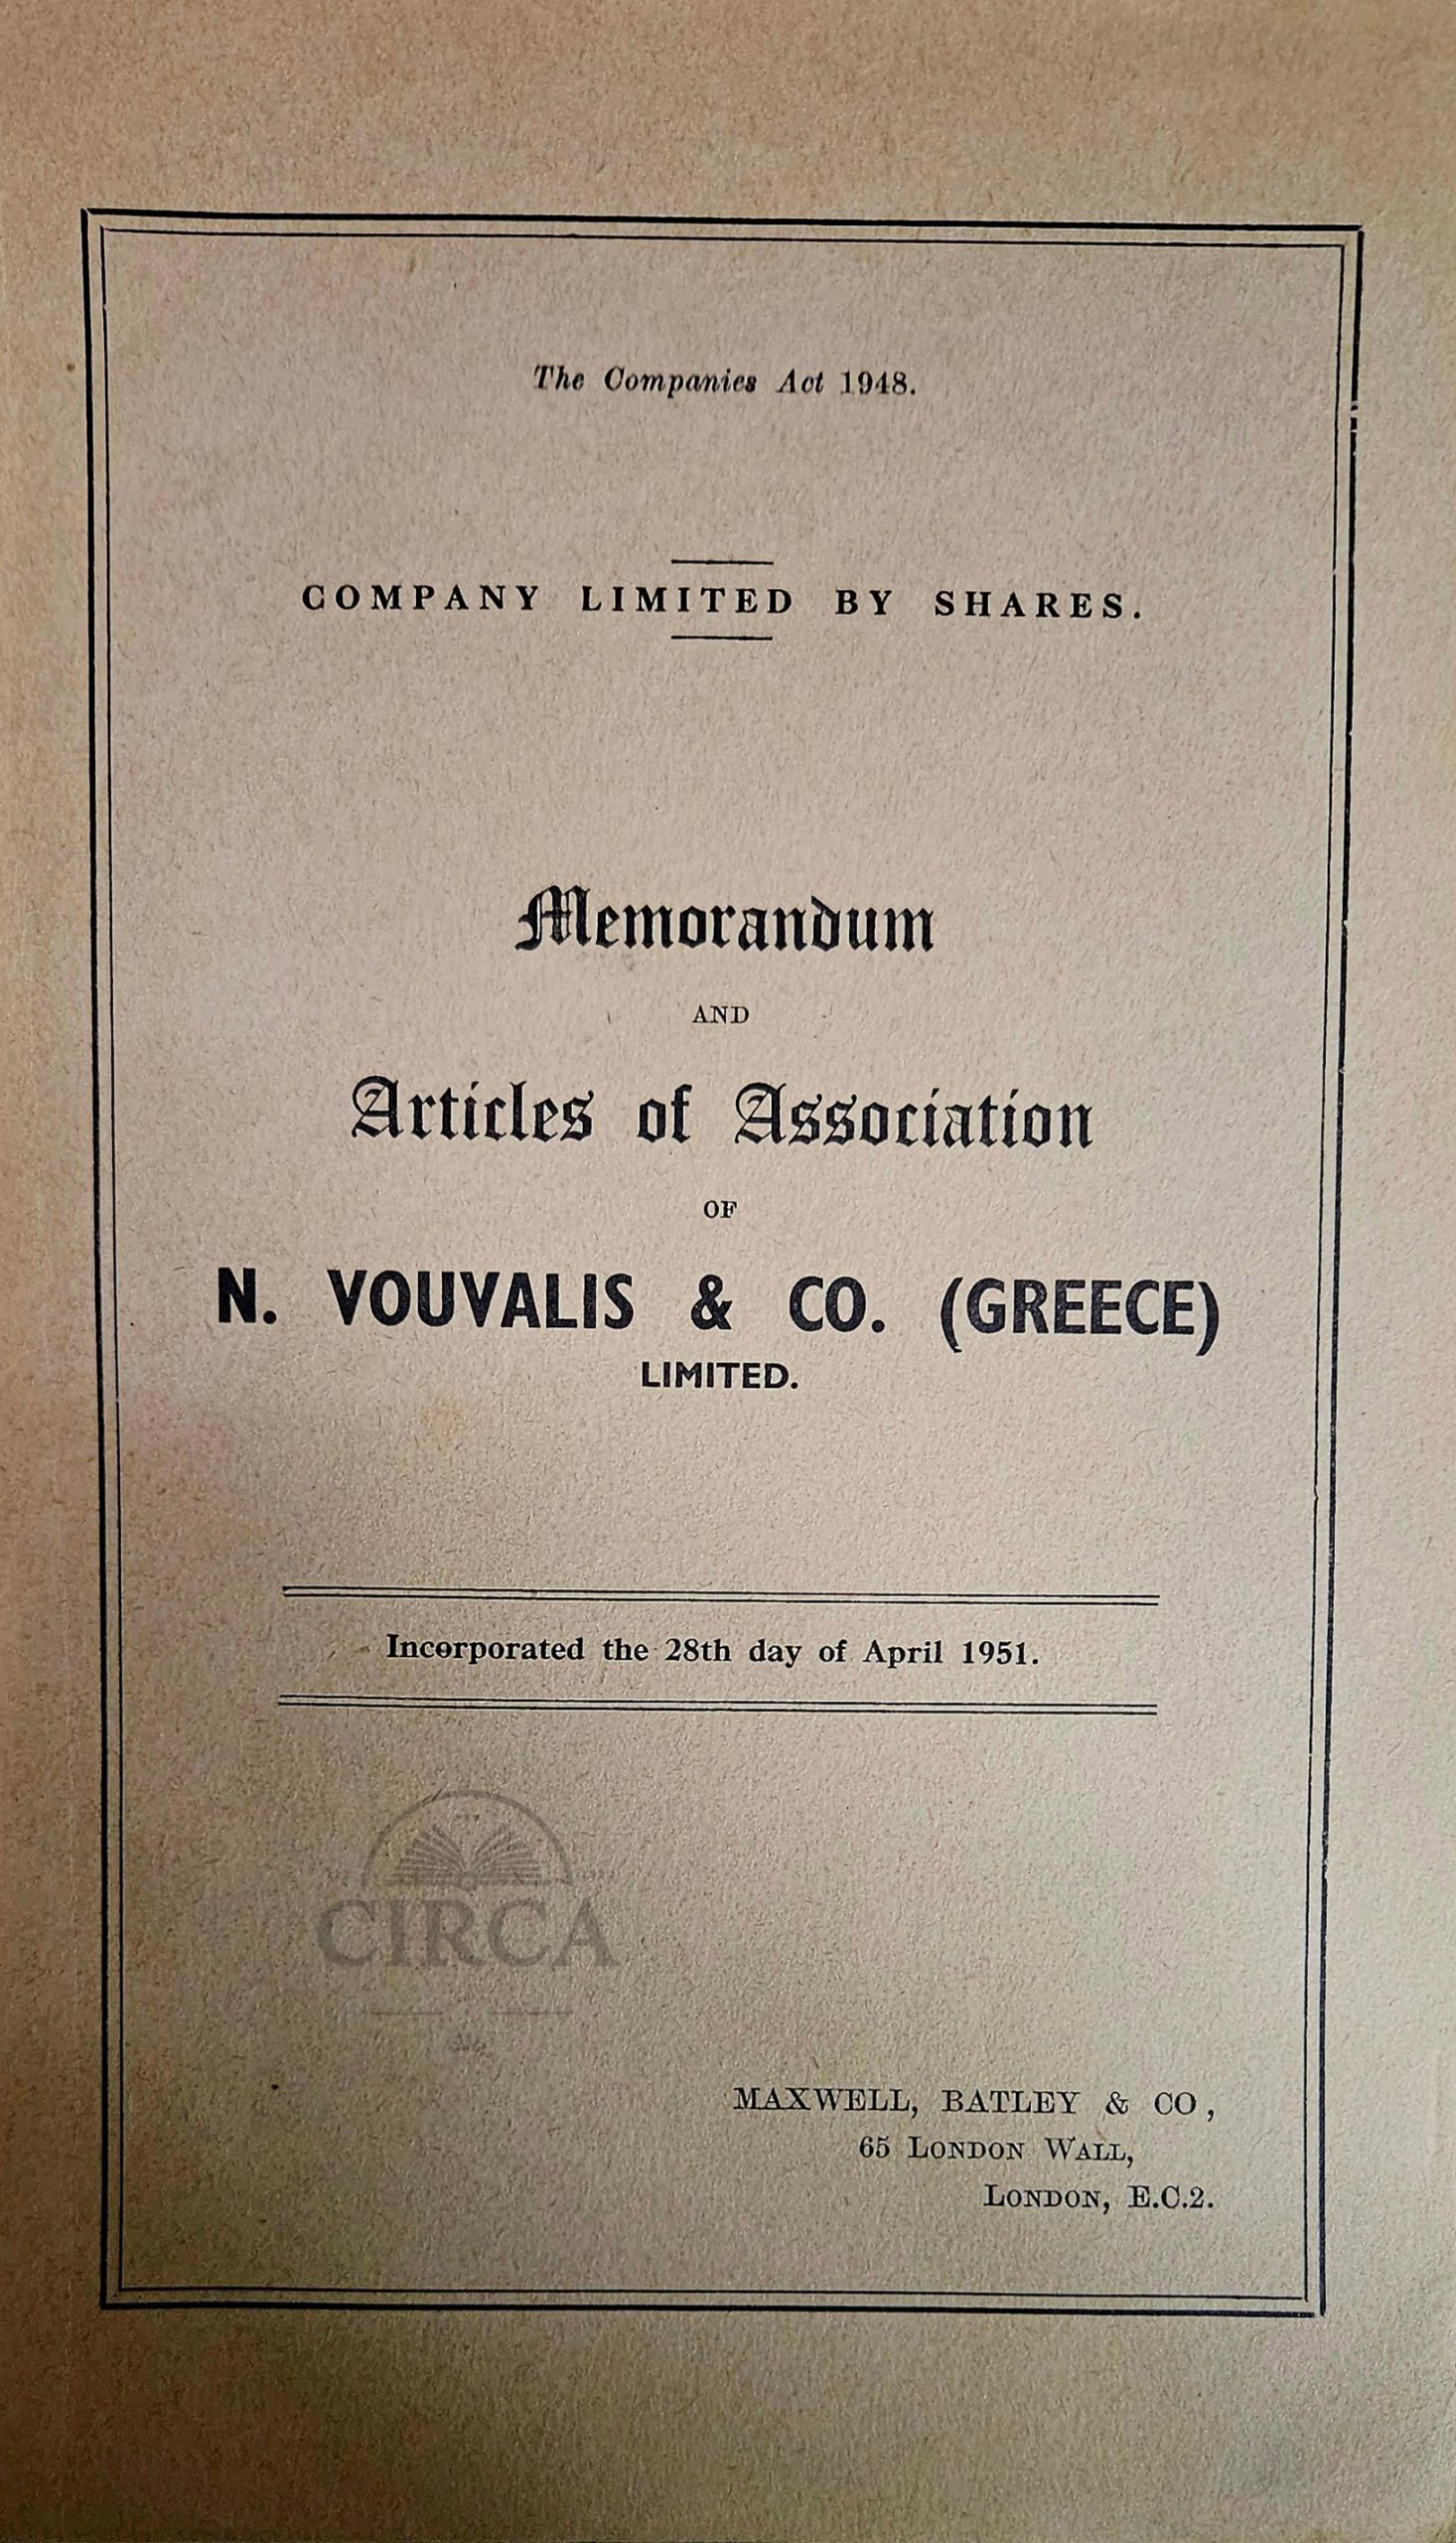 The Companies Act 1948.
COMPANY LIMITED BY SHARES.
Memorandum
AND
Articles of Association
OF
N. VOUVALIS & CO. (GREECE)
LIMITED.
Incorporated the 28th day of April 1951.
CIRCA
MAXWELL, BATLEY & CO,
65 LONDON WALL,
LONDON, E.C.2.